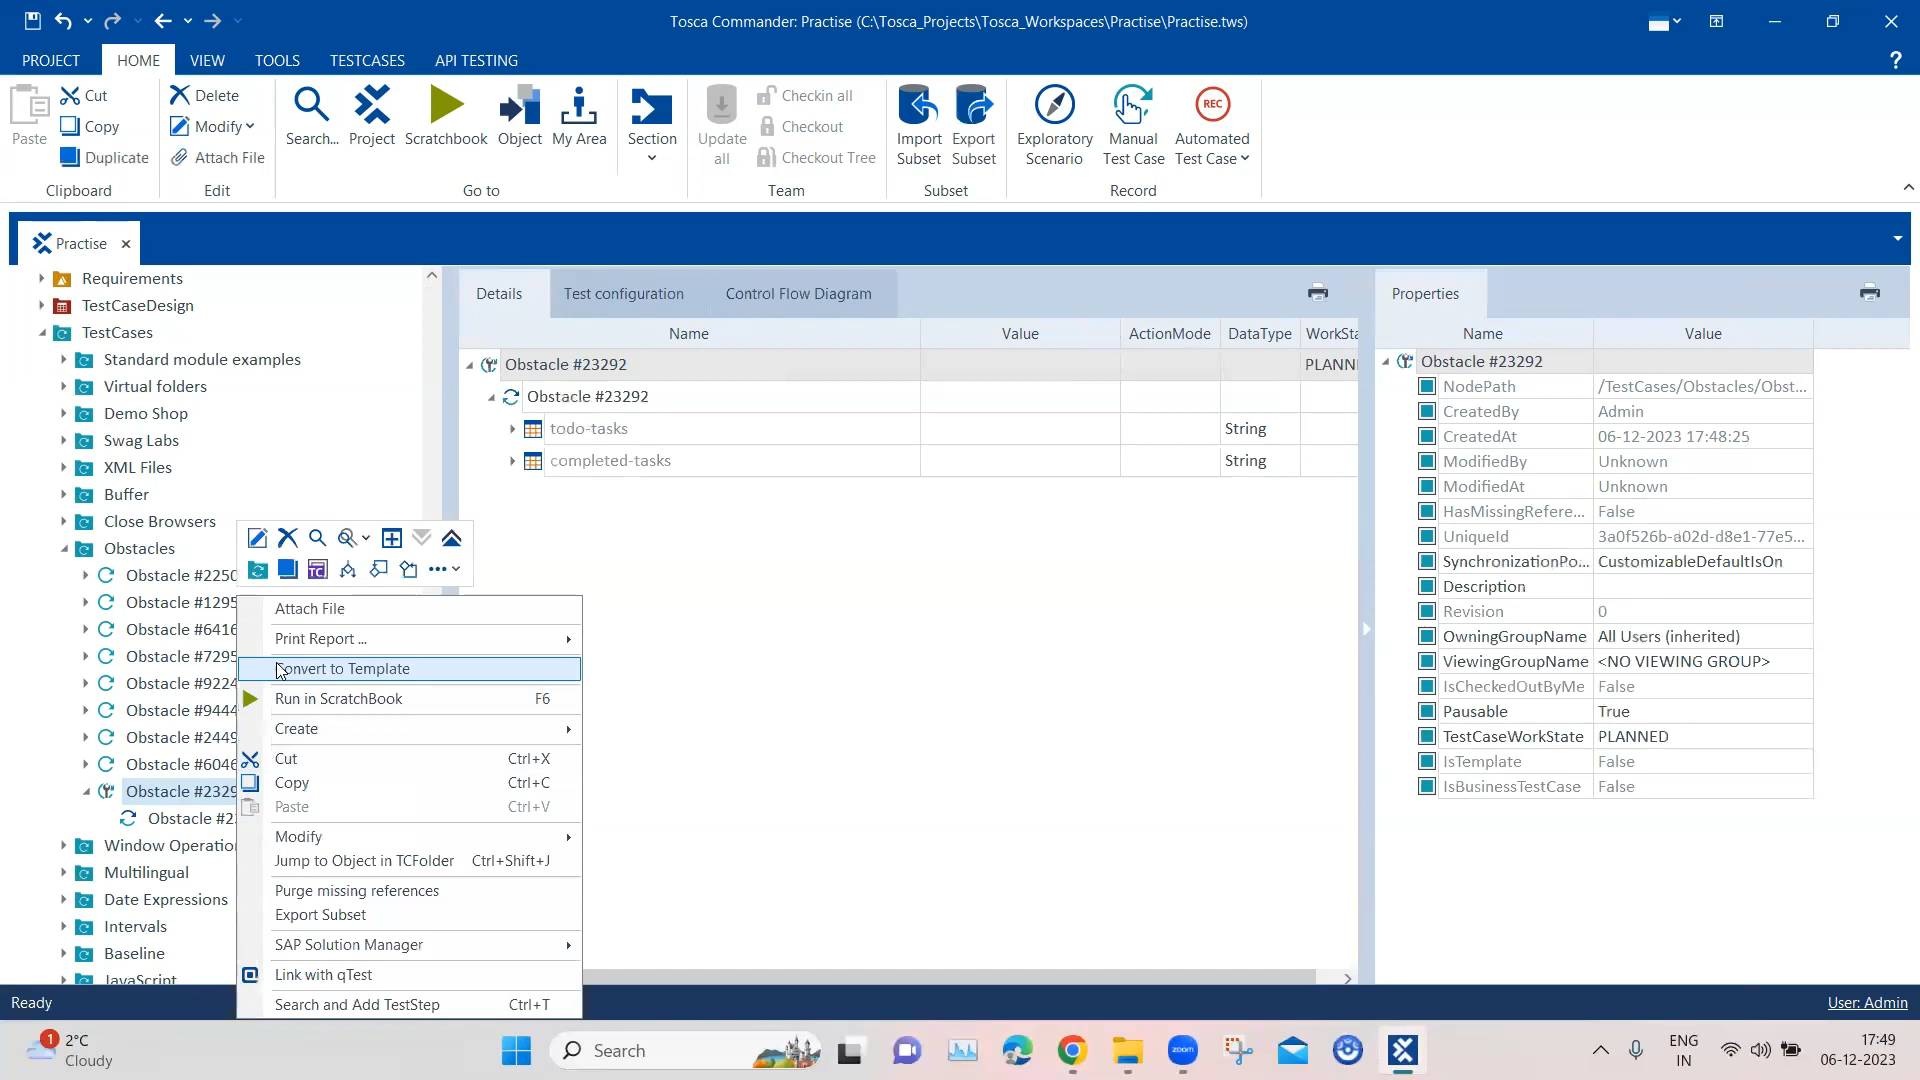 Tosca Commander: Practise (C:\Tosca_Projects\Tosca_Workspaces\Practise\Practise.tws)
PROJECT HOME VIEW TOOLS TESTCASES API TESTING ?
Paste Cut Copy Duplicate Clipboard
Delete Modify Attach File Edit
Search... Project Scratchbook Object My Area Section Go to
Update all Checkin all Checkout Checkout Tree Team
Import Subset Export Subset Subset
Exploratory Scenario Manual Test Case REC Automated Test Case Record
Practise
Requirements
TestCaseDesign
TestCases
Standard module examples
Virtual folders
Demo Shop
Swag Labs
XML Files
Buffer
Close Browsers
Obstacles
Obstacle #2250
Obstacle #1295
Obstacle #6416
Obstacle #7295
Obstacle #9224
Obstacle #9444
Obstacle #2449
Obstacle #6046
Obstacle #2329
Obstacle #2
Window Operatio
Multilingual
Date Expressions
Intervals
Baseline
JavaScript
TC
Attach File
Print Report ...
onvert to Template
Run in ScratchBook F6
Create
Cut Ctrl+X
Copy Ctrl+C
Paste Ctrl+V
Modify
Jump to Object in TCFolder Ctrl+Shift+J
Purge missing references
Export Subset
SAP Solution Manager
Link with qTest
Search and Add TestStep Ctrl+T
Details Test configuration Control Flow Diagram
Name Value ActionMode DataType WorkSta
Obstacle #23292 PLANN
Obstacle #23292
todo-tasks String
completed-tasks String
Properties
Name Value
Obstacle #23292
NodePath /TestCases/Obstacles/Obst...
CreatedBy Admin
CreatedAt 06-12-2023 17:48:25
ModifiedBy Unknown
ModifiedAt Unknown
HasMissingRefere... False
UniqueId 3a0f526b-a02d-d8e1-77e5...
SynchronizationPo... CustomizableDefaultIsOn
Description
Revision 0
OwningGroupName All Users (inherited)
ViewingGroupName <NO VIEWING GROUP>
IsCheckedOutByMe False
Pausable True
TestCaseWorkState PLANNED
IsTemplate False
IsBusinessTestCase False
Ready User: Admin
1 2°C
Cloudy
Search
zoom
ENG
IN
17:49
06-12-2023